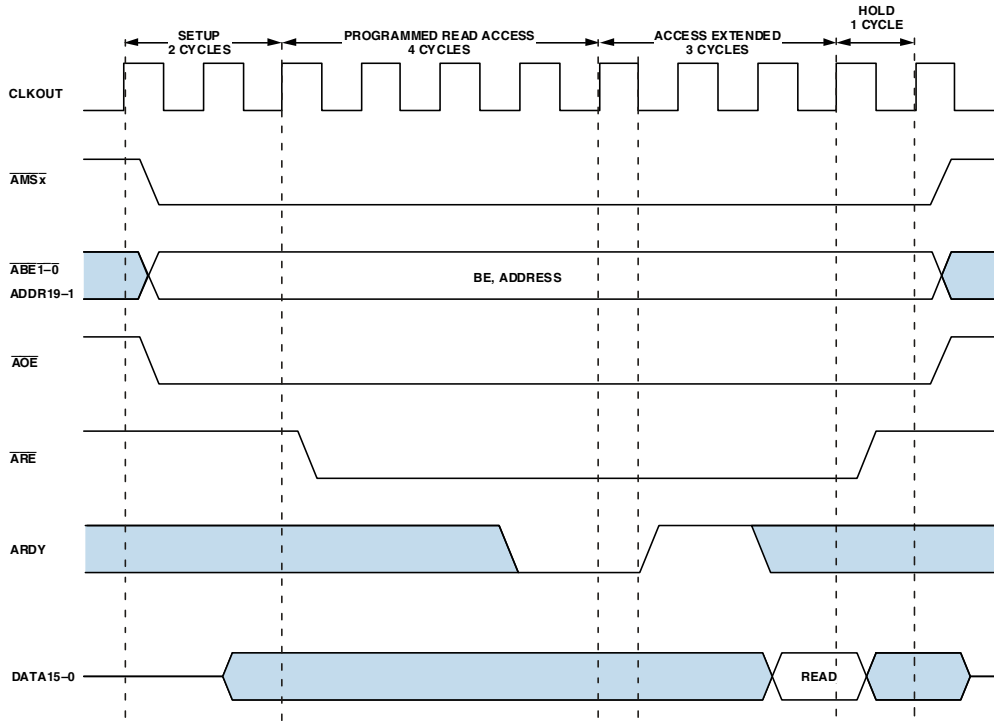 HOLD
1 CYCLE
SETUP
2 CYCLES
PROGRAMMED READ ACCESS
4 CYCLES
ACCESS EXTENDED
3 CYCLES
CLKOUT
AMSx
ABE1–0
BE, ADDRESS
ADDR19–1
AOE
ARE
ARDY
DATA15–0
READ